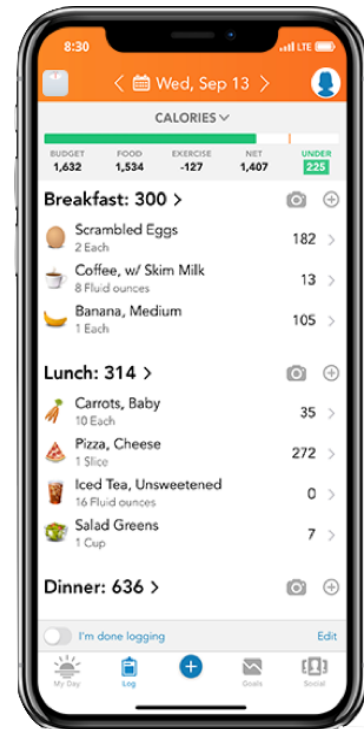 8:30
LTE
Wed, Sep 13
CALORIES
BUDGET FOOD EXERCISE NET UNDER
1,632 1,534 -127 1,407 225
Breakfast: 300
Scrambled Eggs
2 Each
182
Coffee, w/ Skim Milk
8 Fluid ounces
13
Banana, Medium
1 Each
105
Lunch: 314
Carrots, Baby
10 Each
35
Pizza, Cheese
1 Slice
272
Iced Tea, Unsweetened
16 Fluid ounces
0
Salad Greens
1 Cup
7
Dinner: 636
I'm done logging
Edit
My Day Log Goals Social